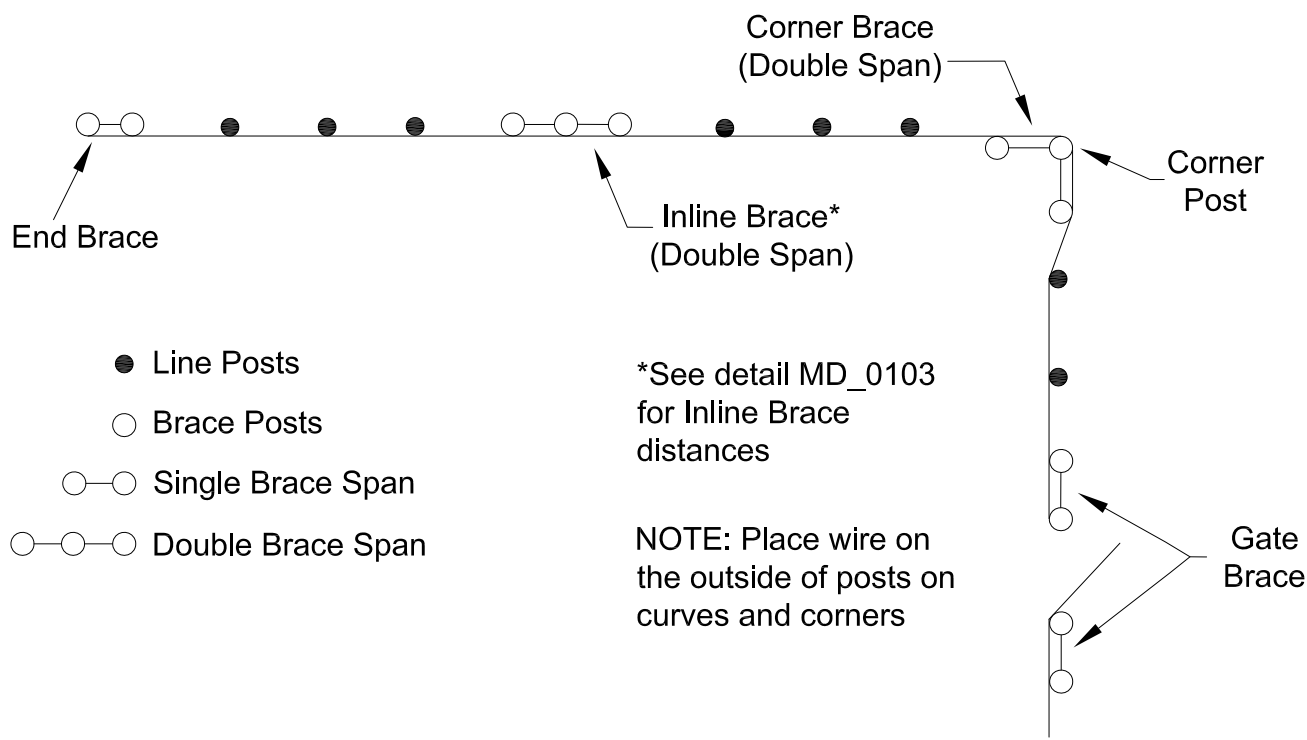 Corner Brace
(Double Span)
Corner
Post
End Brace
Inline Brace*
(Double Span)
Line Posts
Brace Posts
Single Brace Span
Double Brace Span
*See detail MD_0103
for Inline Brace
distances
NOTE: Place wire on
the outside of posts on
curves and corners
Gate
Brace